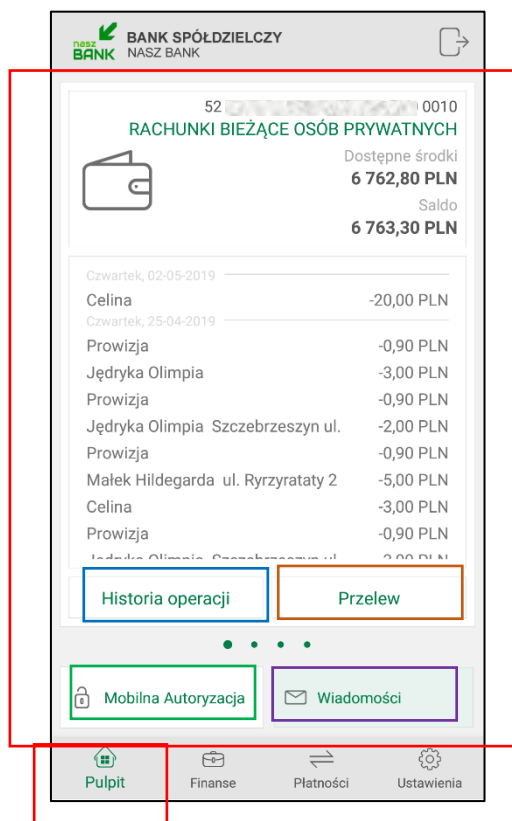 nasz BANK
BANK SPÓŁDZIELCZY
NASZ BANK
52 0010
RACHUNKI BIEŻĄCE OSÓB PRYWATNYCH
Dostępne środki
6 762,80 PLN
Saldo
6 763,30 PLN
Czwartek, 02-05-2019
Celina -20,00 PLN
Czwartek, 25-04-2019
Prowizja -0,90 PLN
Jędryka Olimpia -3,00 PLN
Prowizja -0,90 PLN
Jędryka Olimpia Szczebrzeszyn ul. -2,00 PLN
Prowizja -0,90 PLN
Małek Hildegarda ul. Ryrzyrataty 2 -5,00 PLN
Celina -3,00 PLN
Prowizja -0,90 PLN
Historia operacji Przelew
Mobilna Autoryzacja Wiadomości
Pulpit Finanse Płatności Ustawienia